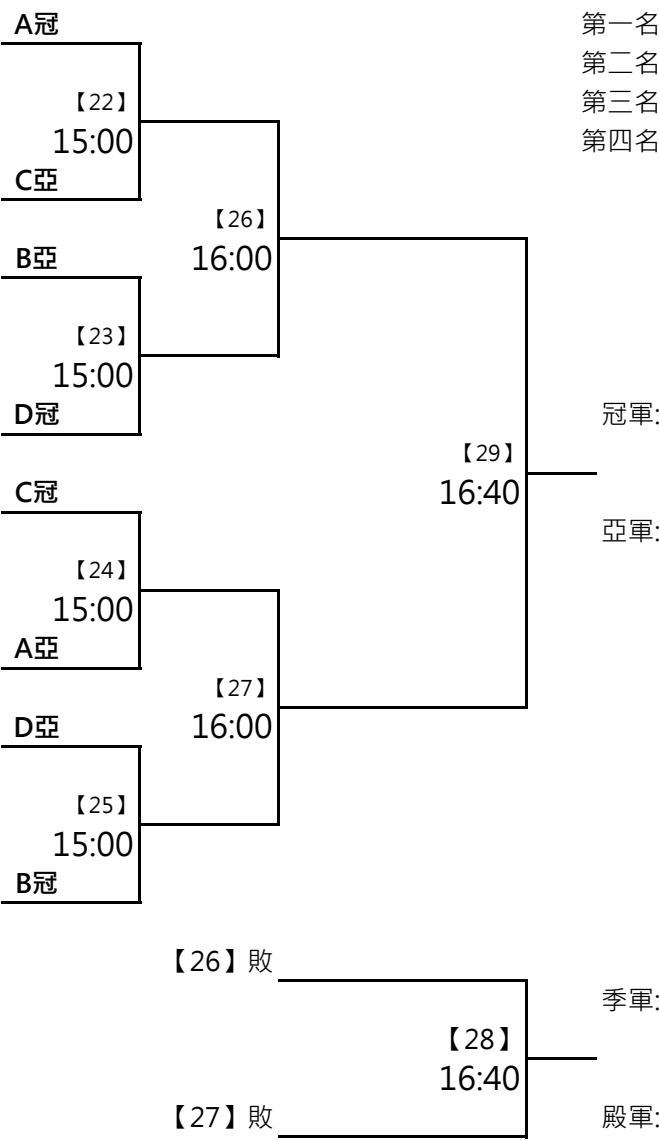 A冠
第一名
第二名
【22】
第三名
15:00
第四名
C亞
【26】
B亞
16:00
【23】
15:00
D冠
冠軍:
【29】
C冠
16:40
亞軍:
【24】
15:00
A亞
【27】
D亞
16:00
【25】
15:00
B冠
【26】敗
季軍:
【28】
16:40
【27】敗
殿軍: